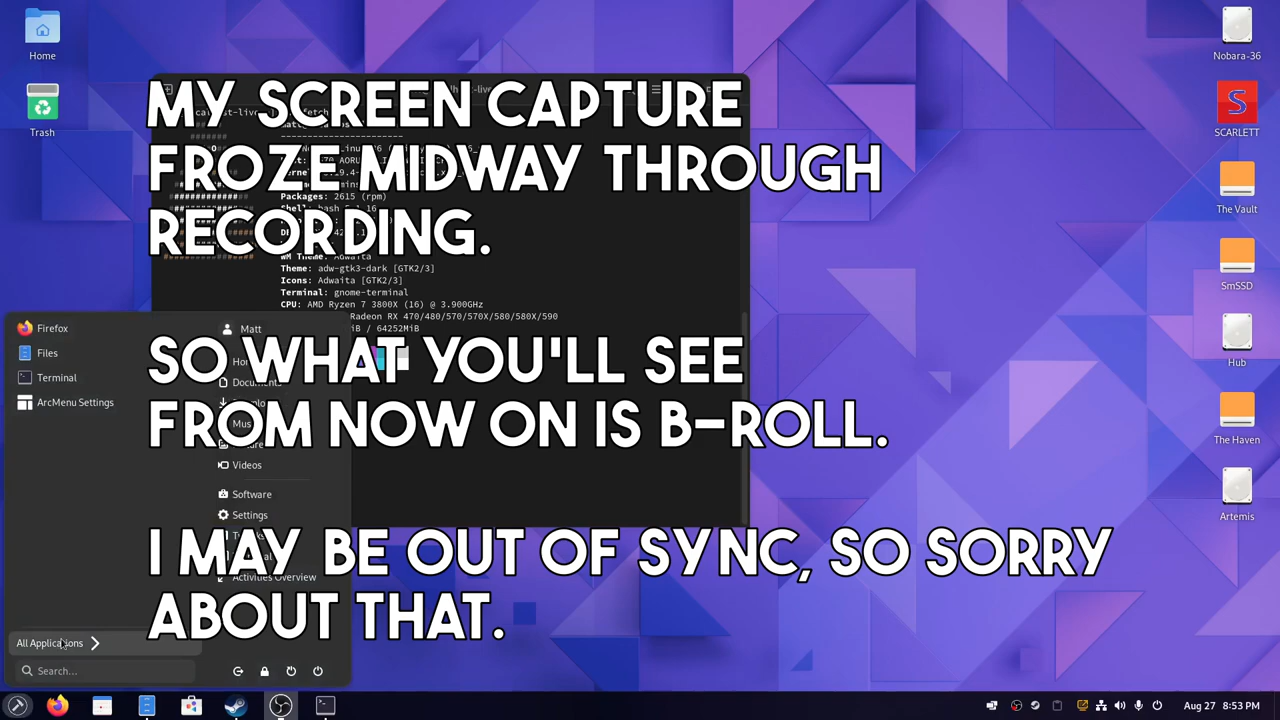 Home
Trash
Nobara-36
SCARLETT
The Vault
SmSSD
Hub
The Haven
Artemis
MY SCREEN CAPTURE
FROZE MIDWAY THROUGH
RECORDING.
SO WHAT YOU'LL SEE
FROM NOW ON IS B-ROLL.
I MAY BE OUT OF SYNC, SO SORRY
ABOUT THAT.
Packages: 2615 (rpm)
Theme: adw-gtk3-dark [GTK2/3]
Icons: Adwaita [GTK2/3]
Terminal: gnome-terminal
CPU: AMD Ryzen 7 3800X (16) @ 3.900GHz
Radeon RX 470/480/570/570X/580/580X/590
/ 64252MiB
Firefox
Files
Terminal
ArcMenu Settings
Matt
Documents
Videos
Software
Settings
Activities Overview
All Applications
Search...
Aug 27 8:53 PM